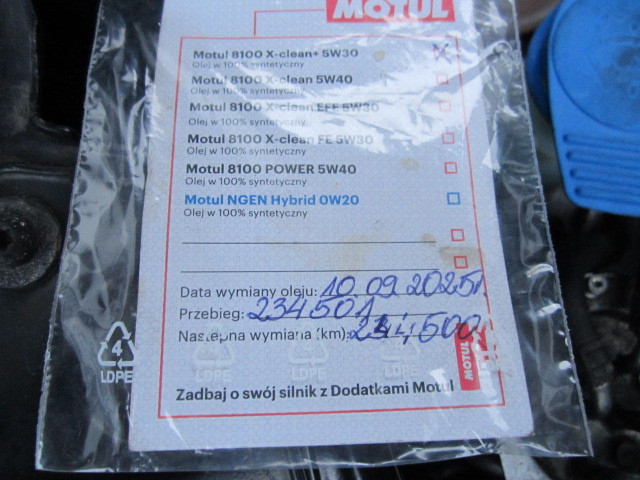 MOTUL
Motul 8100 X-clean+ 5W30
Olej w 100% syntetyczny
Motul 8100 X-clean 5W40
Olej w 100% syntetyczny
Motul 8100 X-clean EFE 5W30
Olej w 100% syntetyczny
Motul 8100 X-clean FE 5W30
Olej w 100% syntetyczny
Motul 8100 POWER 5W40
Olej w 100% syntetyczny
Motul NGEN Hybrid 0W20
Olej w 100% syntetyczny
Data wymiany oleju: 10.09.2025r
Przebieg: 234501
Następna wymiana (km): 244,500
MOTUL
4
LDPE
LDPE
LDPE
LDPE
Zadbaj o swój silnik z Dodatkami Motul